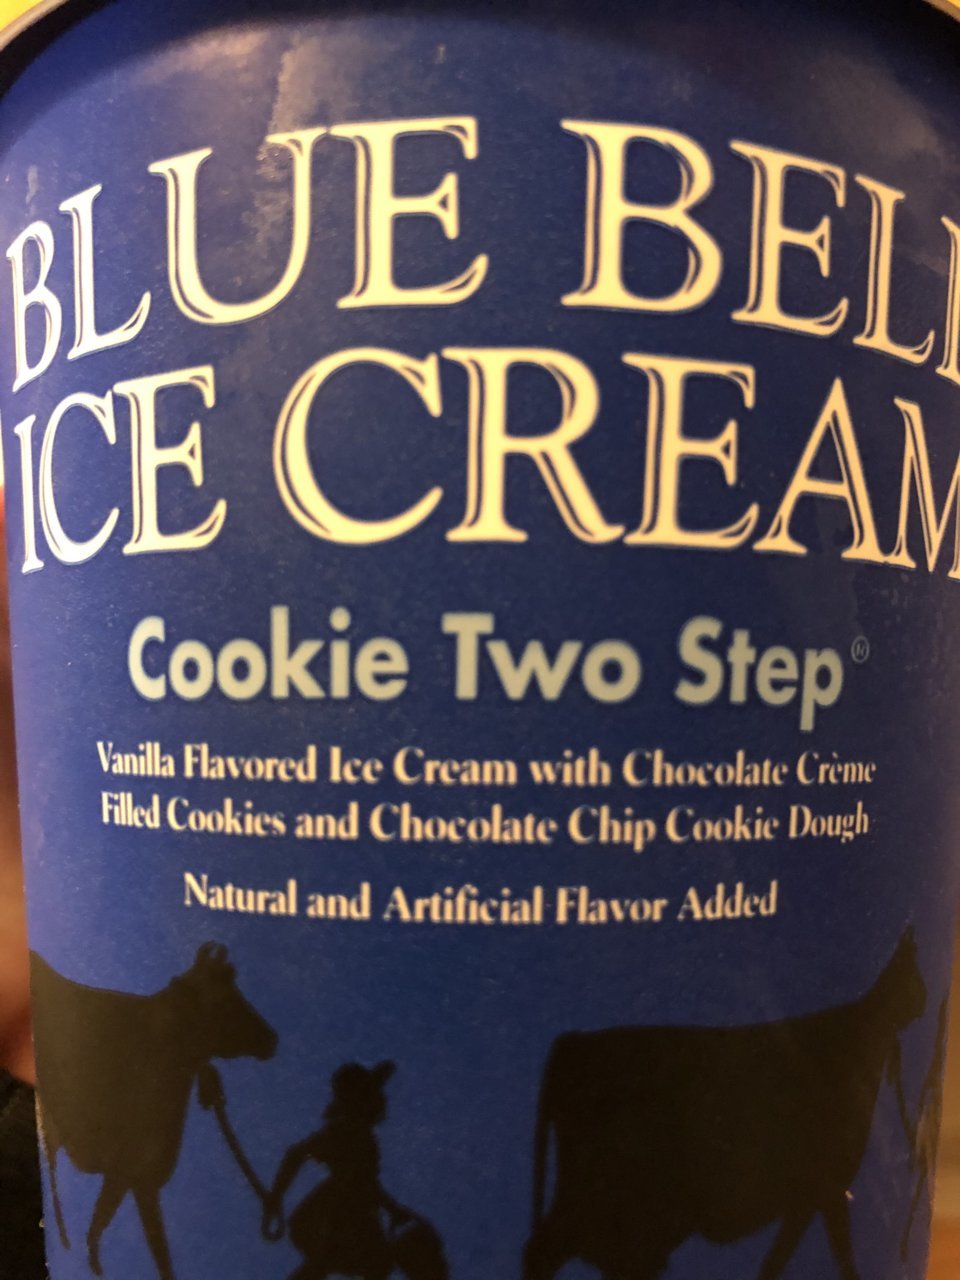 BLUE BELL
ICE CREAM
Cookie Two Step®
Vanilla Flavored Ice Cream with Chocolate Crème
Filled Cookies and Chocolate Chip Cookie Dough
Natural and Artificial Flavor Added